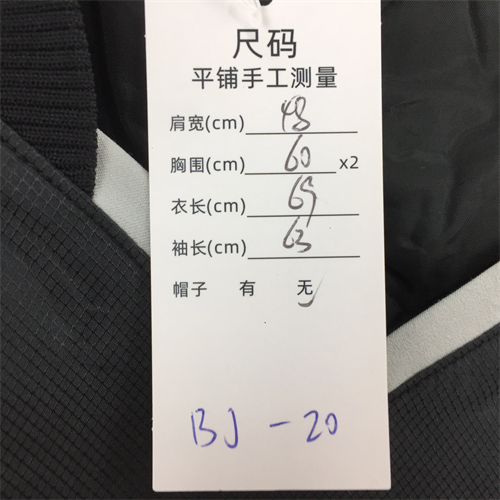 尺码
平铺手工测量
肩宽(cm) 48
胸围(cm) 60 x2
衣长(cm) 69
袖长(cm) 63
帽子 有 无
BJ-20